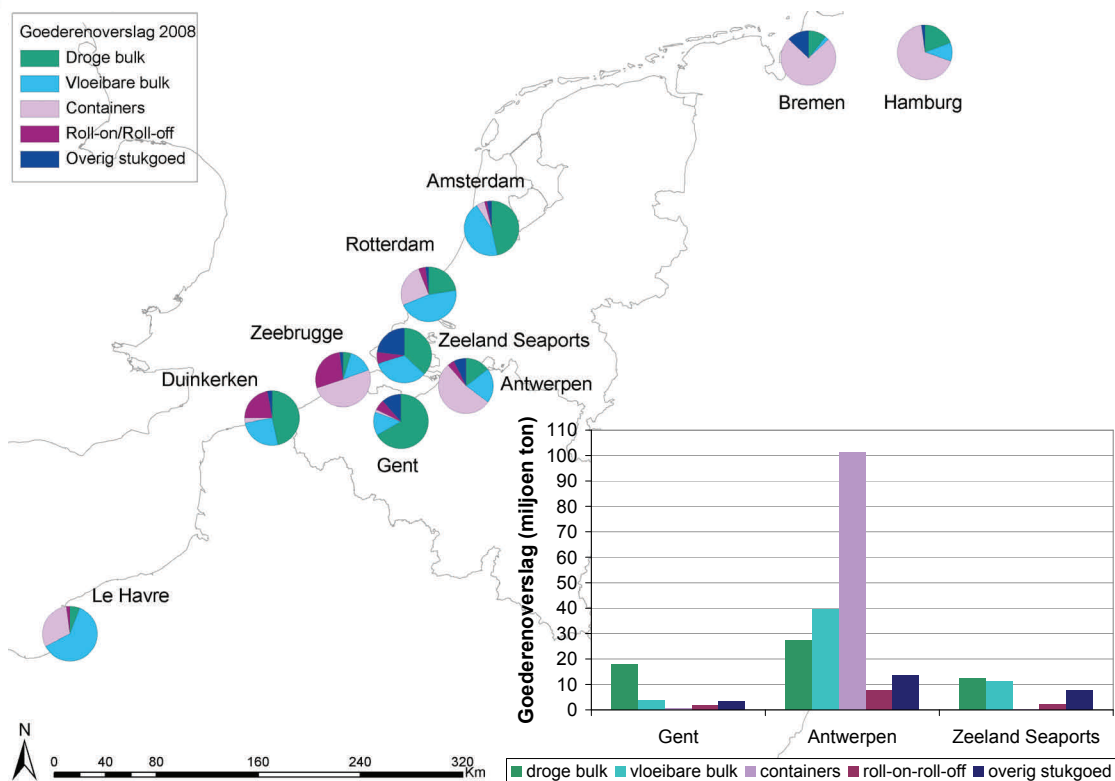 Goederenoverslag 2008
Droge bulk
Vloeibare bulk
Containers
Roll-on/Roll-off
Overig stukgoed
Bremen
Hamburg
Amsterdam
Rotterdam
Zeebrugge
Zeeland Seaports
Duinkerken
Antwerpen
Gent
Le Havre
N
0 40 80 160 240 320
Km
Goederenoverslag (miljoen ton)
110
100
90
80
70
60
50
40
30
20
10
0
Gent Antwerpen Zeeland Seaports
droge bulk vloeibare bulk containers roll-on-roll-off overig stukgoed